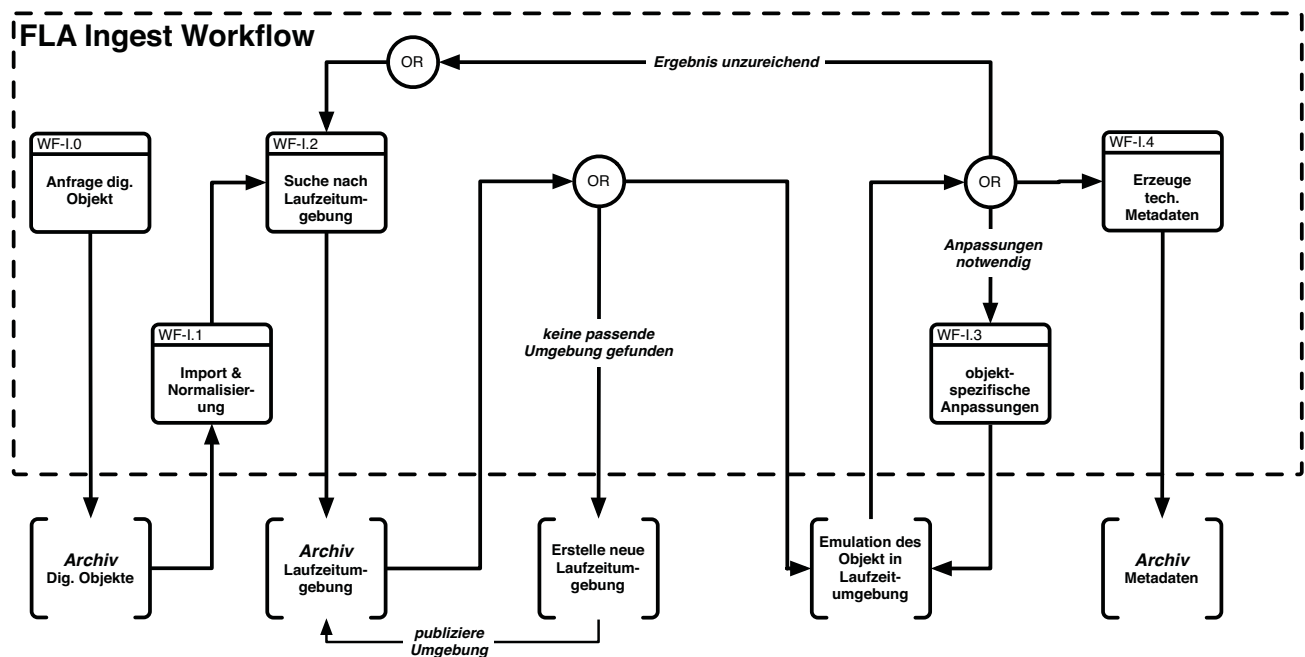 FLA Ingest Workflow
OR
Ergebnis unzureichend
WF-I.0
Anfrage dig.
Objekt
WF-I.2
Suche nach
Laufzeitum-
gebung
OR
OR
WF-I.4
Erzeuge
tech.
Metadaten
Anpassungen
notwendig
WF-I.1
Import &
Normalisier-
ung
keine passende
Umgebung gefunden
WF-I.3
objekt-
spezifische
Anpassungen
Archiv
Dig. Objekte
Archiv
Laufzeitum-
gebung
Erstelle neue
Laufzeitum-
gebung
Emulation des
Objekt in
Laufzeit-
umgebung
Archiv
Metadaten
publiziere
Umgebung